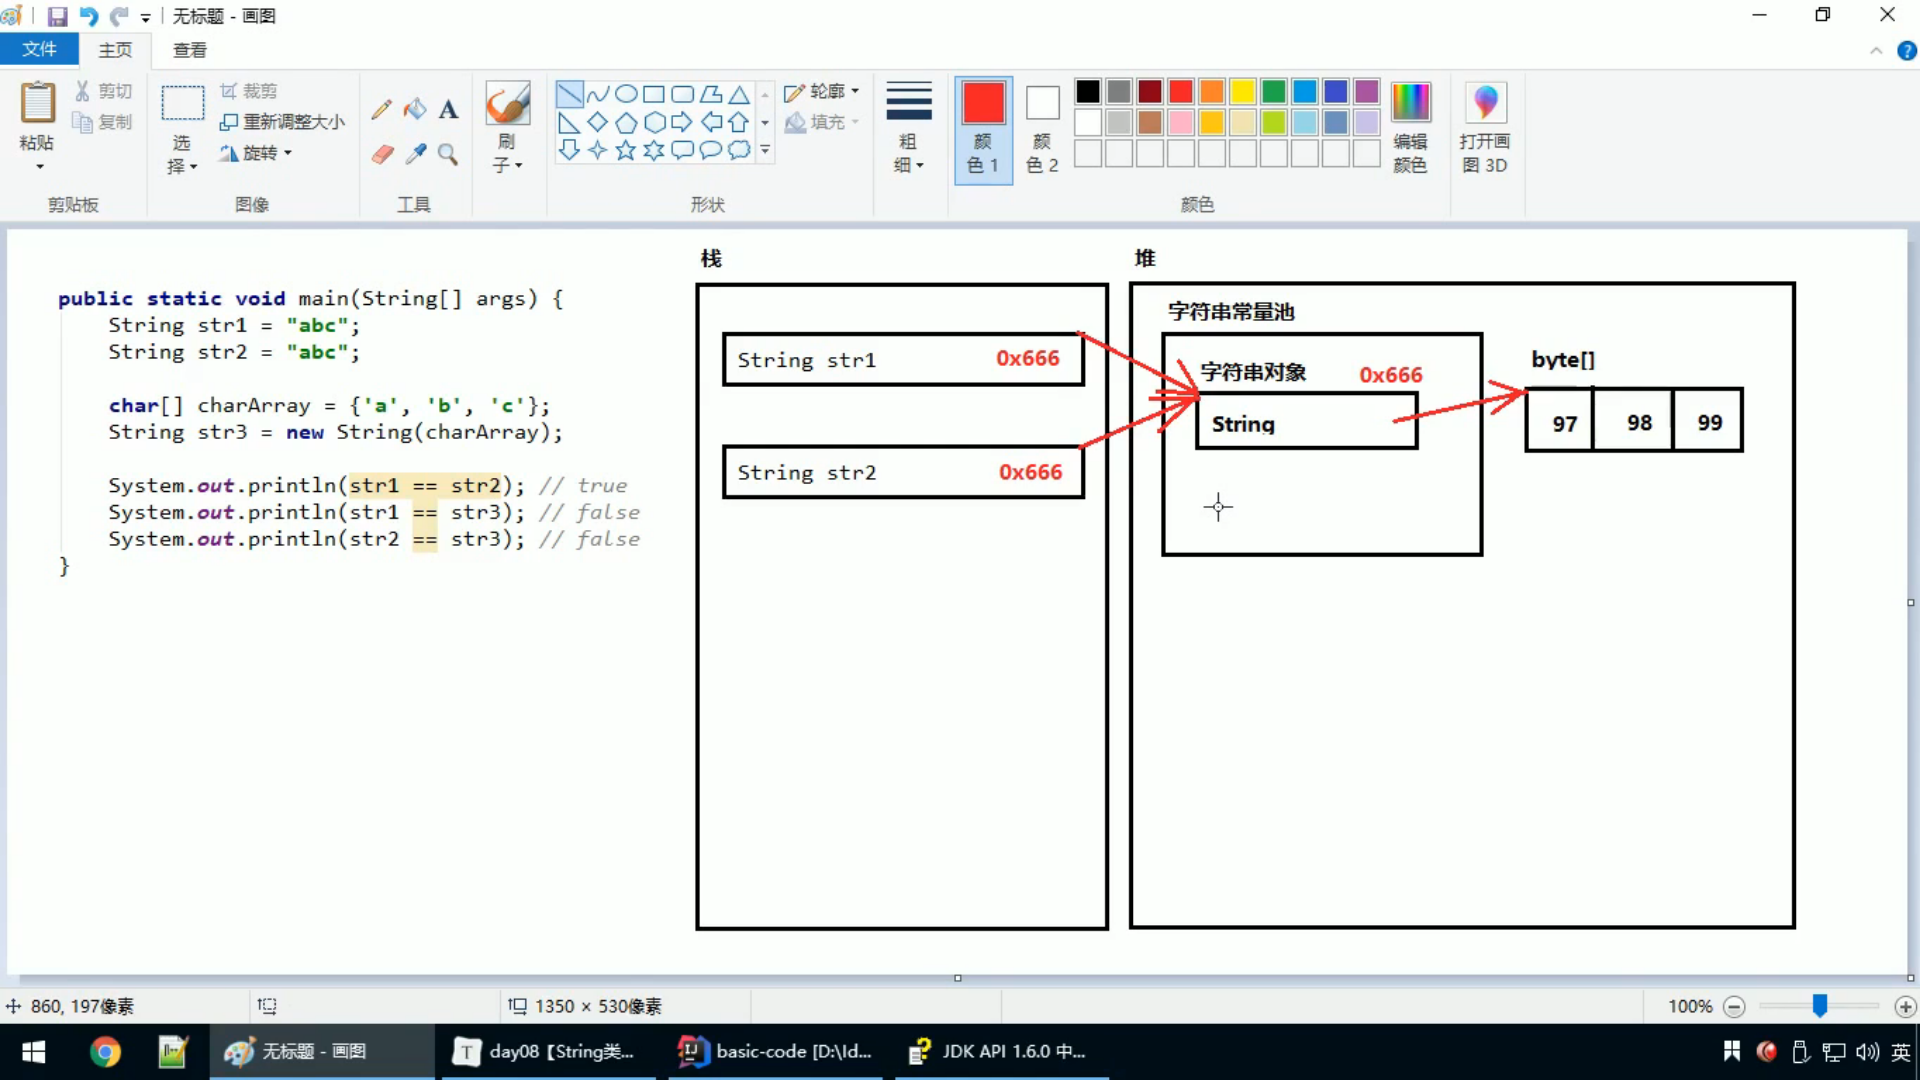 无标题 - 画图
文件 主页 查看
粘贴
剪切
复制
剪贴板
选择
裁剪
重新调整大小
旋转
图像
A
工具
刷子
轮廓
填充
形状
粗细
颜色 1
颜色 2
编辑颜色
颜色
打开画图 3D
public static void main(String[] args) {
String str1 = "abc";
String str2 = "abc";
char[] charArray = {'a', 'b', 'c'};
String str3 = new String(charArray);
System.out.println(str1 == str2); // true
System.out.println(str1 == str3); // false
System.out.println(str2 == str3); // false
}
栈
String str1 0x666
String str2 0x666
堆
字符串常量池
字符串对象 0x666
String
byte[]
97 98 99
860, 197像素
1350 × 530像素
100%
无标题 - 画图
T day08【String类...
basic-code [D:\Id...
JDK API 1.6.0 中...
英